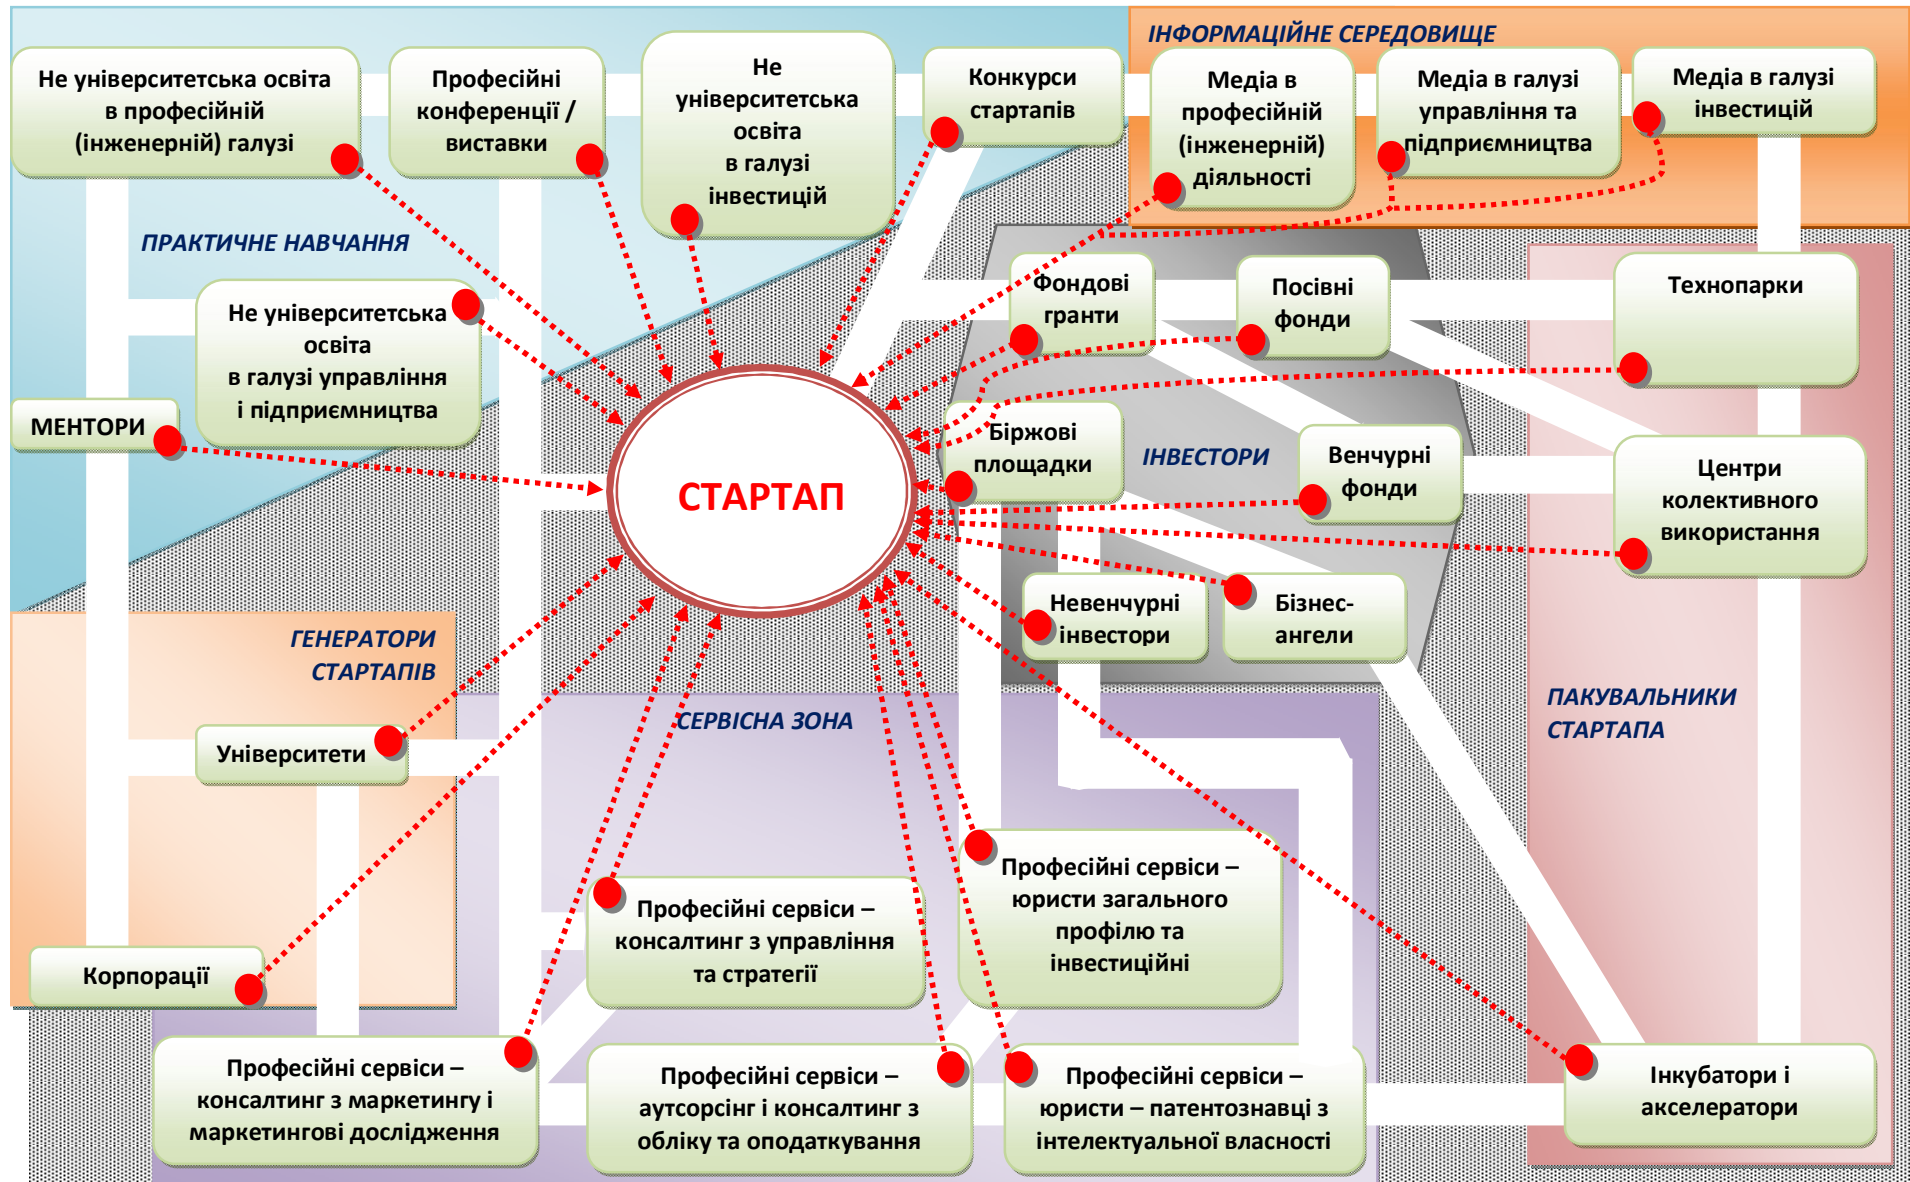 ІНФОРМАЦІЙНЕ СЕРЕДОВИЩЕ
Не університетська освіта
в професійній
(інженерній) галузі
Професійні
конференції /
виставки
Не
університетська
освіта
в галузі
інвестицій
Конкурси
стартапів
Медіа в
професійній
(інженерній)
діяльності
Медіа в галузі
управління та
підприємництва
Медіа в галузі
інвестицій
ПРАКТИЧНЕ НАВЧАННЯ
Не університетська
освіта
в галузі управління
і підприємництва
Фондові
гранти
Посівні
фонди
Технопарки
МЕНТОРИ
СТАРТАП
Біржові
площадки
ІНВЕСТОРИ
Венчурні
фонди
Центри
колективного
використання
Невенчурні
інвестори
Бізнес-
ангели
ГЕНЕРАТОРИ
СТАРТАПІВ
СЕРВІСНА ЗОНА
ПАКУВАЛЬНИКИ
СТАРТАПА
Університети
Корпорації
Професійні сервіси –
консалтинг з управління
та стратегії
Професійні сервіси –
юристи загального
профілю та
інвестиційні
Професійні сервіси –
консалтинг з маркетингу і
маркетингові дослідження
Професійні сервіси –
аутсорсінг і консалтинг з
обліку та оподаткування
Професійні сервіси –
юристи – патентознавці з
інтелектуальної власності
Інкубатори і
акселератори